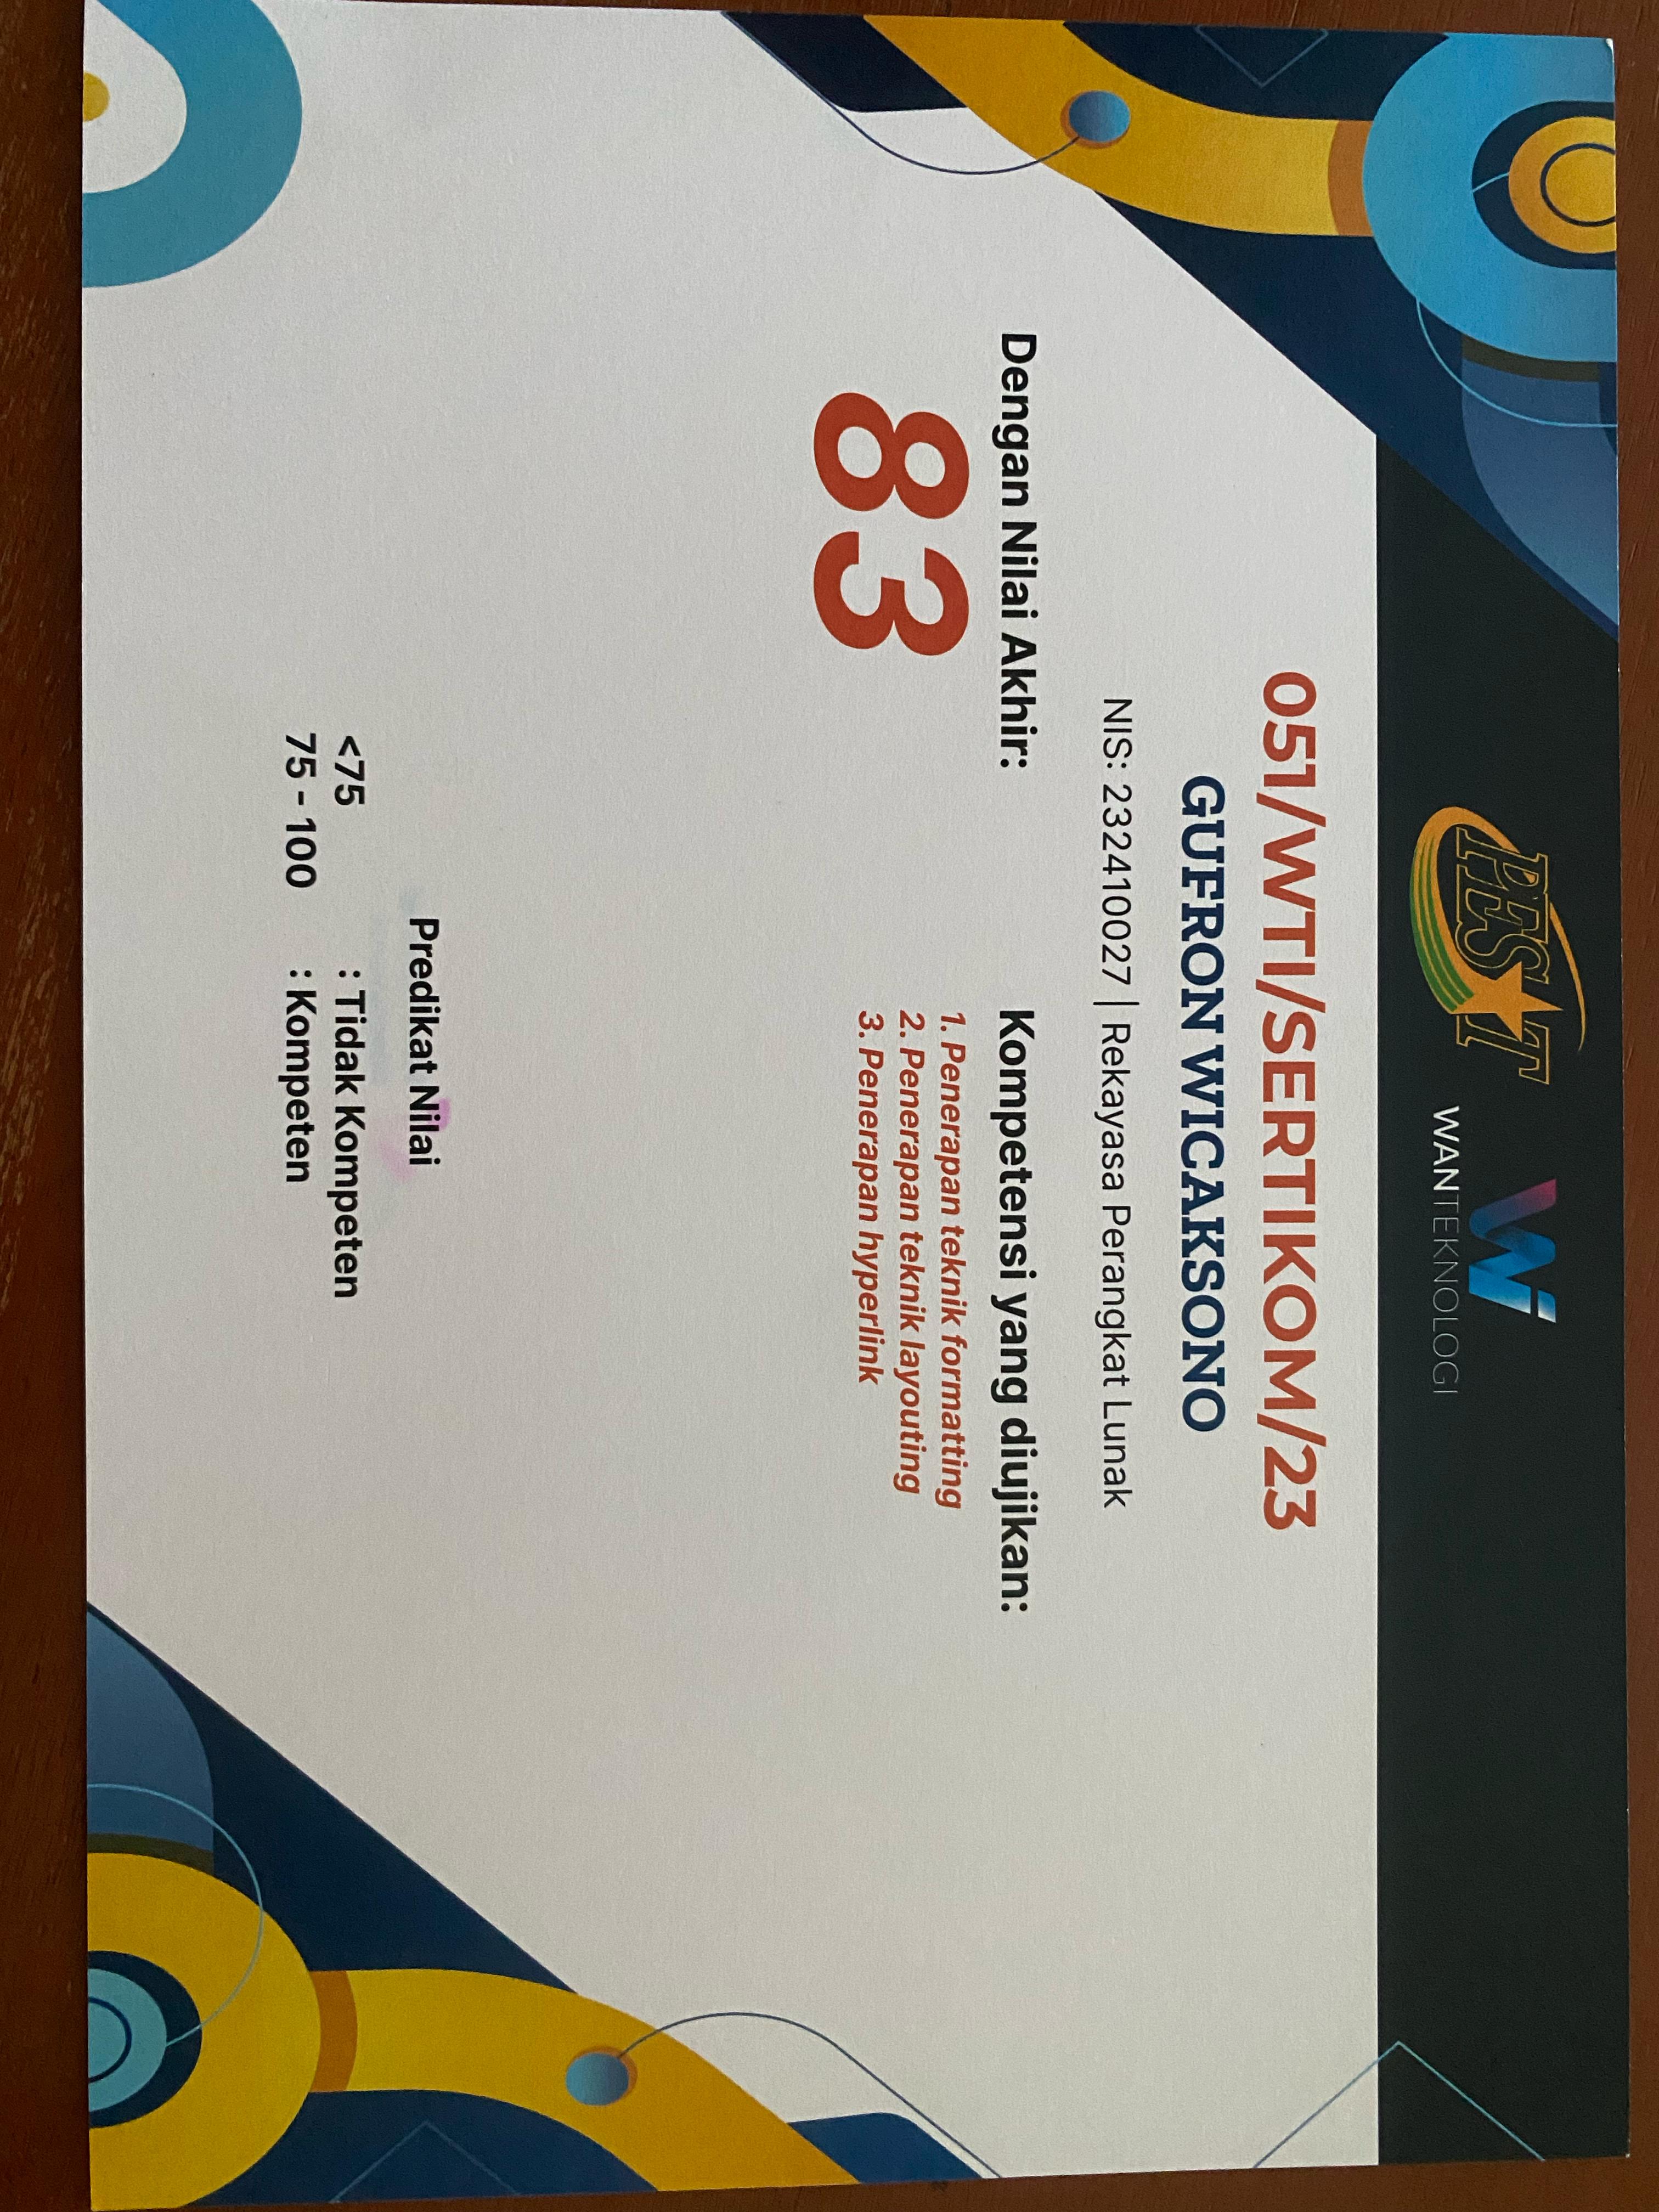 PESAT
Wi
WANTEKNOLOGI
051/WTI/SERTIKOM/23
GUFRON WICAKSONO
NIS: 232410027 | Rekayasa Perangkat Lunak
Dengan Nilai Akhir:
83
Kompetensi yang diujikan:
1. Penerapan teknik formatting
2. Penerapan teknik layouting
3. Penerapan hyperlink
Predikat Nilai
<75 : Tidak Kompeten
75 - 100 : Kompeten